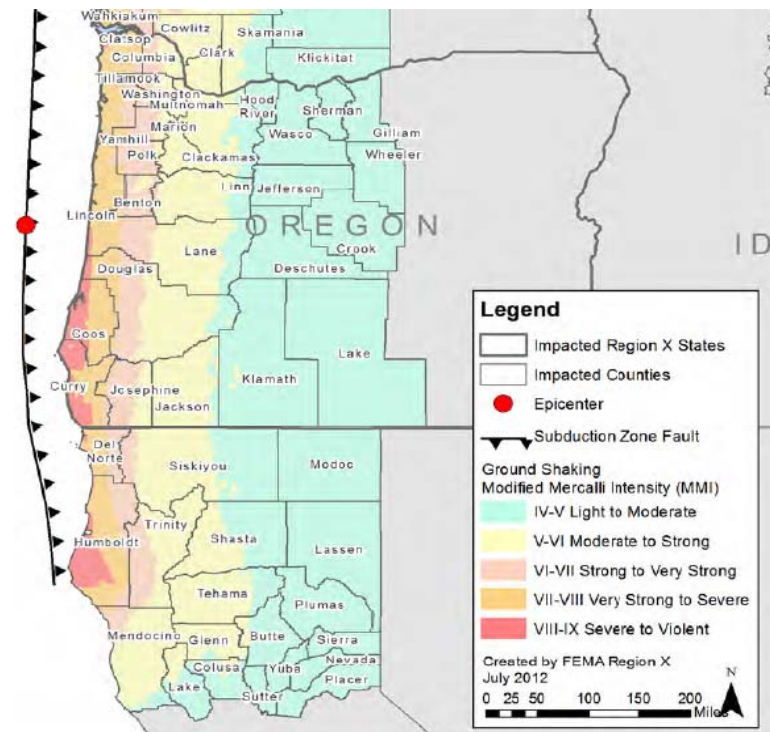 Wahkiakum
Cowlitz
Skamania
Clatsop
Clark
Columbia
Klickitat
Tillamook
Washington
Hood
River
Multnomah
Sherman
Marion
Gilliam
Wasco
Yamhill
Clackamas
Wheeler
Polk
Linn
Jefferson
Benton
Lincoln
OREGON
ID
Lane
Crook
Douglas
Deschutes
Coos
Lake
Klamath
Curry
Josephine
Jackson
Del
Norte
Siskiyou
Modoc
Trinity
Humboldt
Shasta
Lassen
Tehama
Plumas
Mendocino
Glenn
Butte
Sierra
Colusa
Nevada
Yuba
Lake
Placer
Sutter
Legend
Impacted Region X States
Impacted Counties
Epicenter
Subduction Zone Fault
Ground Shaking
Modified Mercalli Intensity (MMI)
IV-V Light to Moderate
V-VI Moderate to Strong
VI-VII Strong to Very Strong
VII-VIII Very Strong to Severe
VIII-IX Severe to Violent
Created by FEMA Region X
July 2012
N
0 25 50 100 150 200
Miles